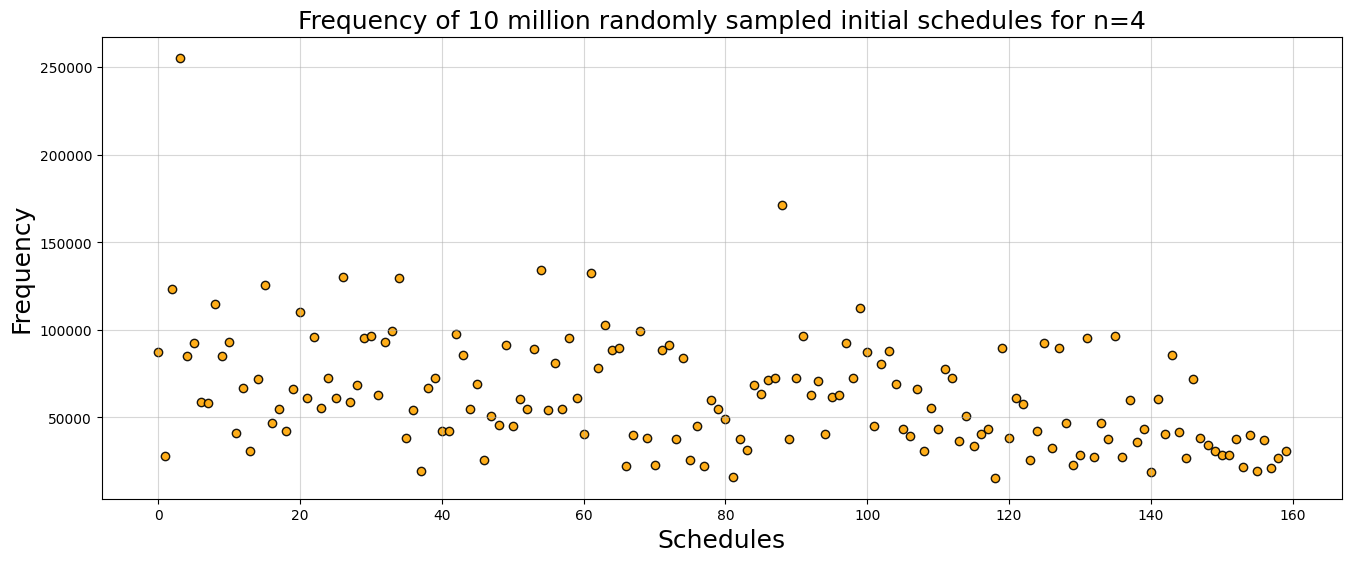 Frequency of 10 million randomly sampled initial schedules for n=4
250000
200000
150000
100000
50000
Frequency
0 20 40 60 80 100 120 140 160
Schedules